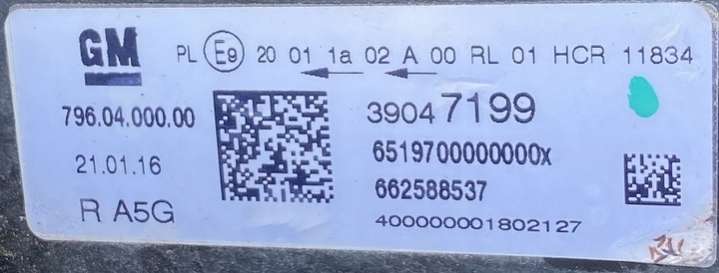 GM PL E9 20 01 1a 02 A 00 RL 01 HCR 11834
796.04.000.00 39047199
21.01.16 6519700000000x
662588537
R A5G 400000001802127